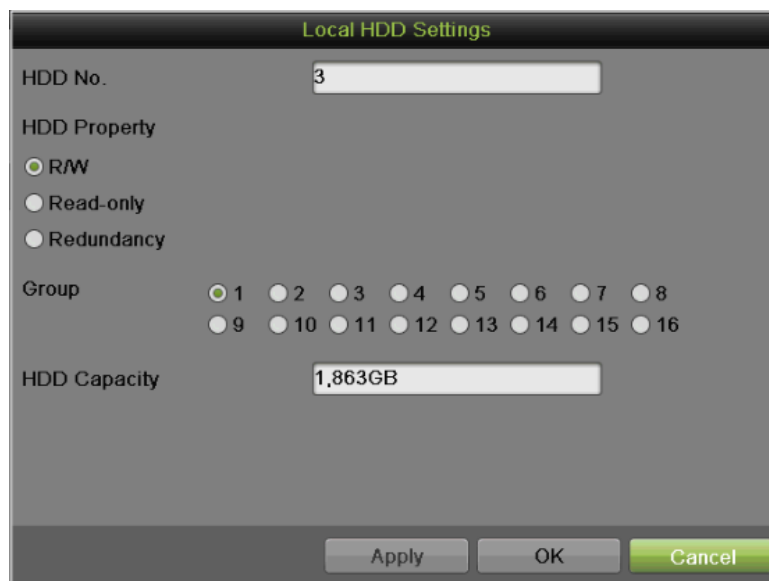 Local HDD Settings
HDD No. 3
HDD Property
R/W
Read-only
Redundancy
Group 1 2 3 4 5 6 7 8
9 10 11 12 13 14 15 16
HDD Capacity 1,863GB
Apply OK Cancel